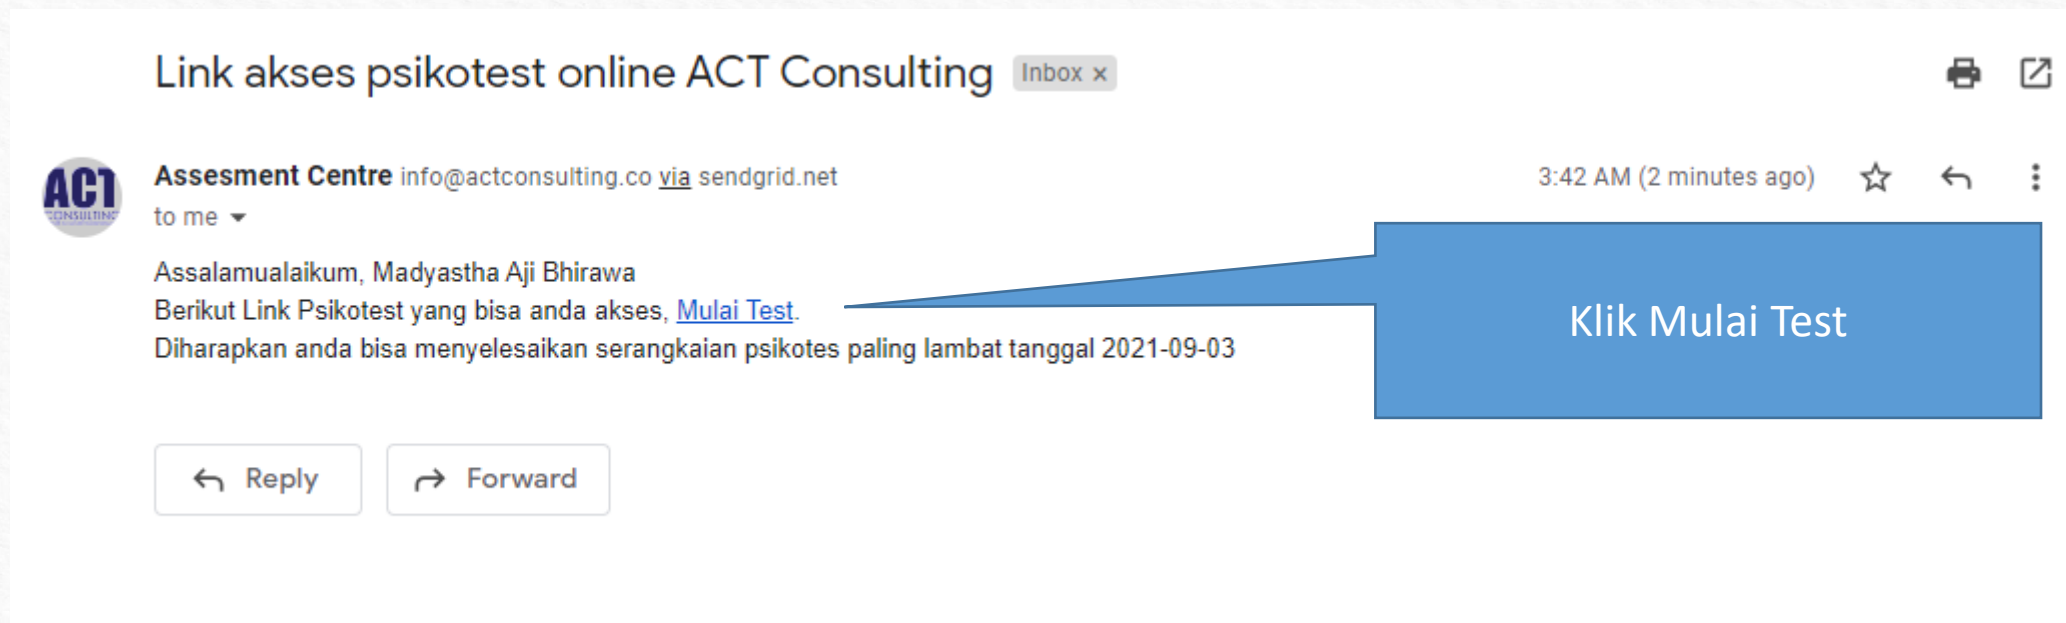 Link akses psikotest online ACT Consulting Inbox x
ACT
CONSULTING
Assesment Centre info@actconsulting.co via sendgrid.net 3:42 AM (2 minutes ago)
to me
Assalamualaikum, Madyastha Aji Bhirawa
Berikut Link Psikotest yang bisa anda akses, Mulai Test.
Diharapkan anda bisa menyelesaikan serangkaian psikotes paling lambat tanggal 2021-09-03
Klik Mulai Test
Reply Forward